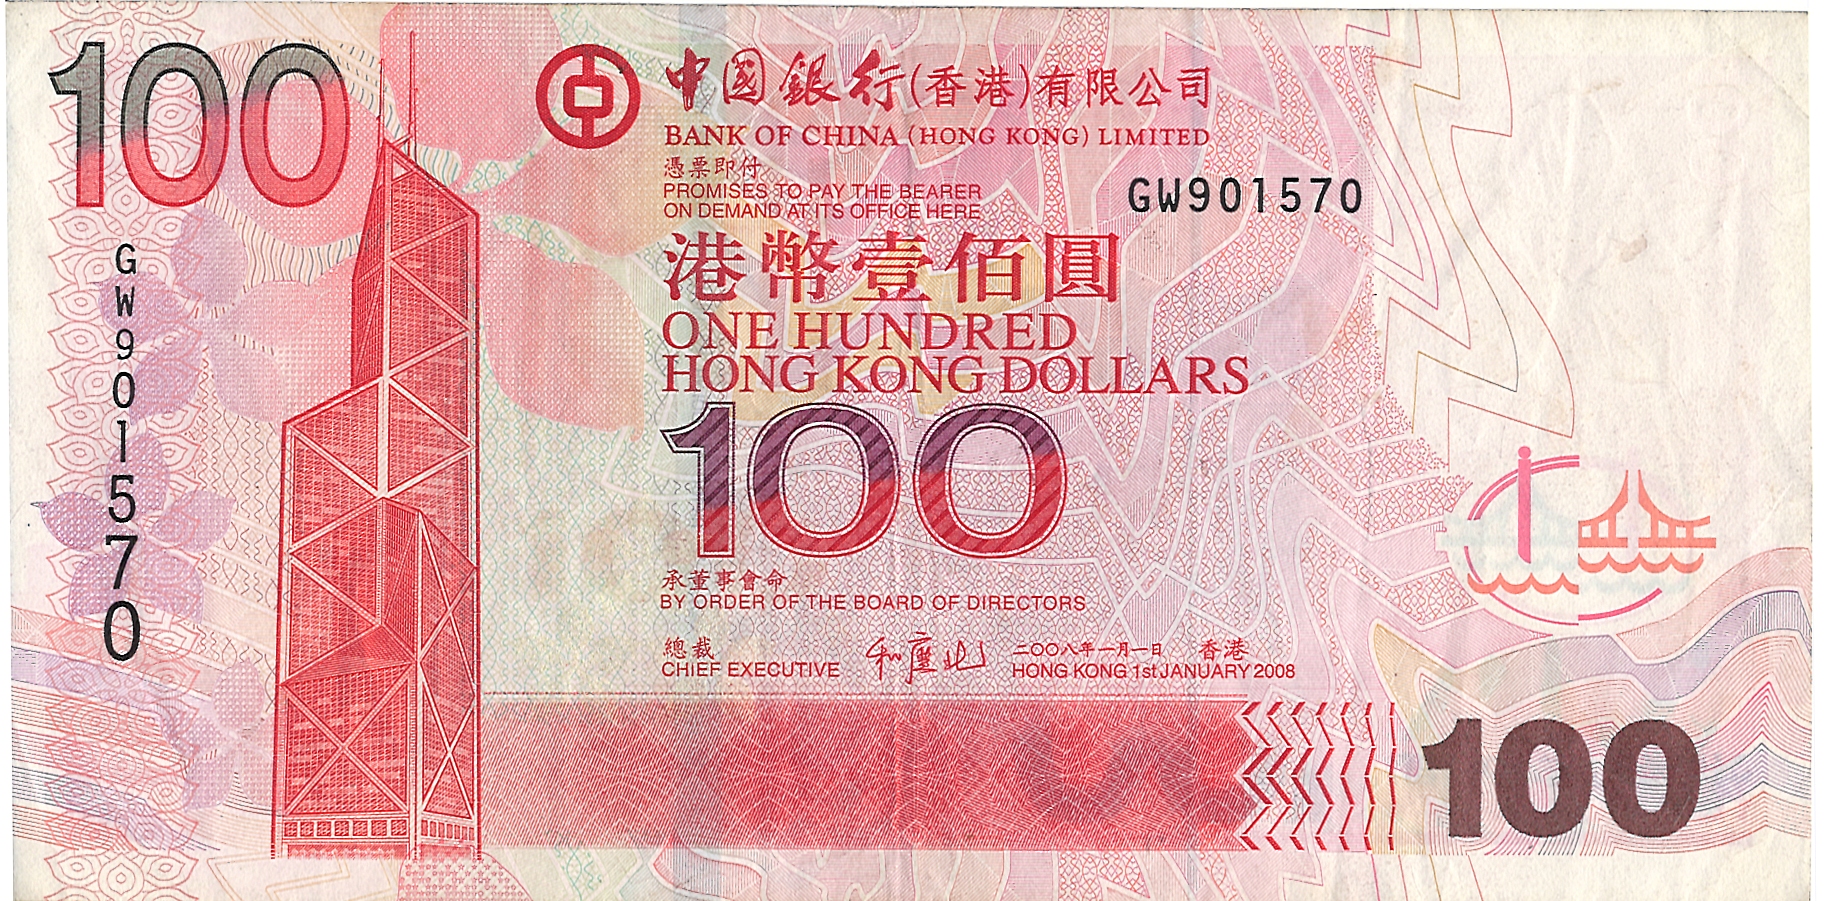 100
中國銀行(香港)有限公司
BANK OF CHINA (HONG KONG) LIMITED
憑票即付
PROMISES TO PAY THE BEARER
ON DEMAND AT ITS OFFICE HERE
GW901570
GW901570
港幣壹佰圓
ONE HUNDRED
HONG KONG DOLLARS
100
承董事會命
BY ORDER OF THE BOARD OF DIRECTORS
總裁
CHIEF EXECUTIVE
和廣北
二〇〇八年一月一日 香港
HONG KONG 1st JANUARY 2008
100